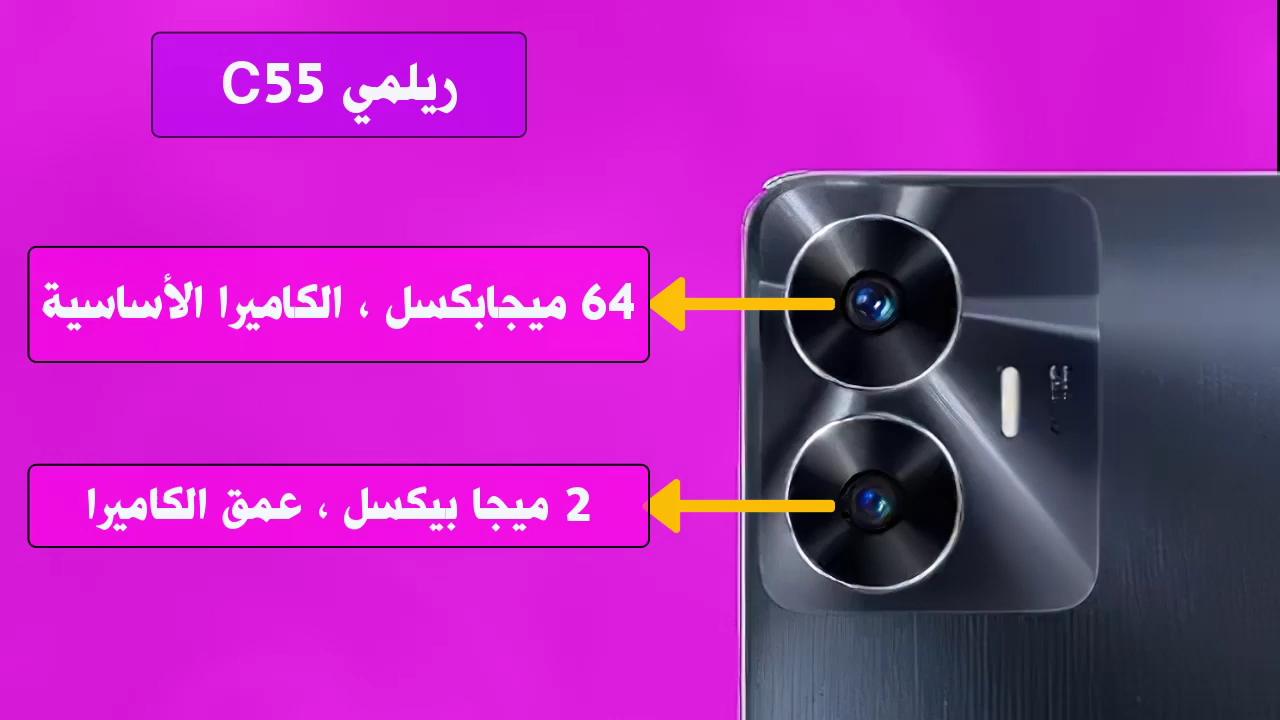 ريلمي C55
64 ميجابكسل ، الكاميرا الأساسية
2 ميجا بيكسل ، عمق الكاميرا